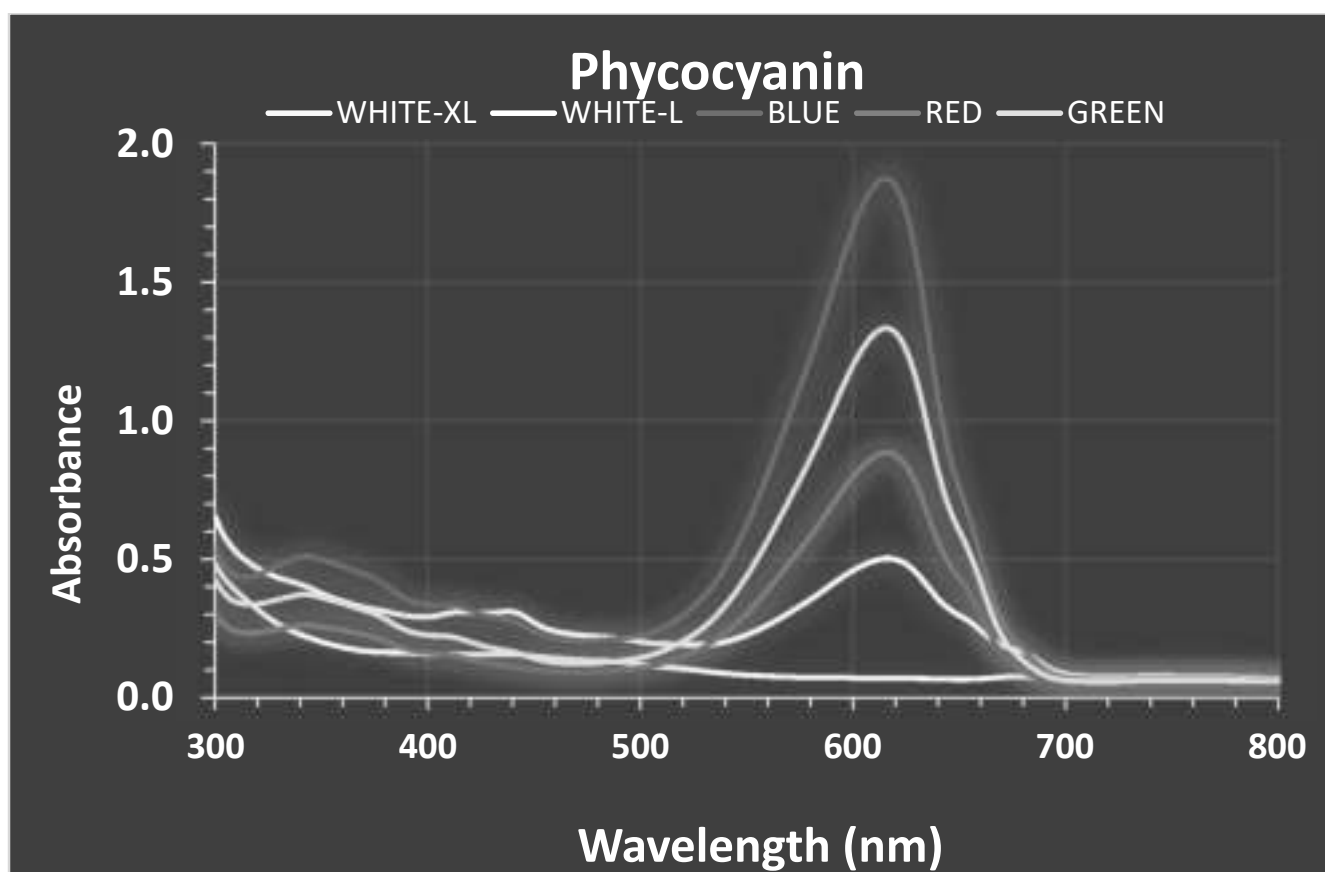 Phycocyanin
WHITE-XL WHITE-L BLUE RED GREEN
2.0
1.5
1.0
0.5
0.0
Absorbance
300 400 500 600 700 800
Wavelength (nm)